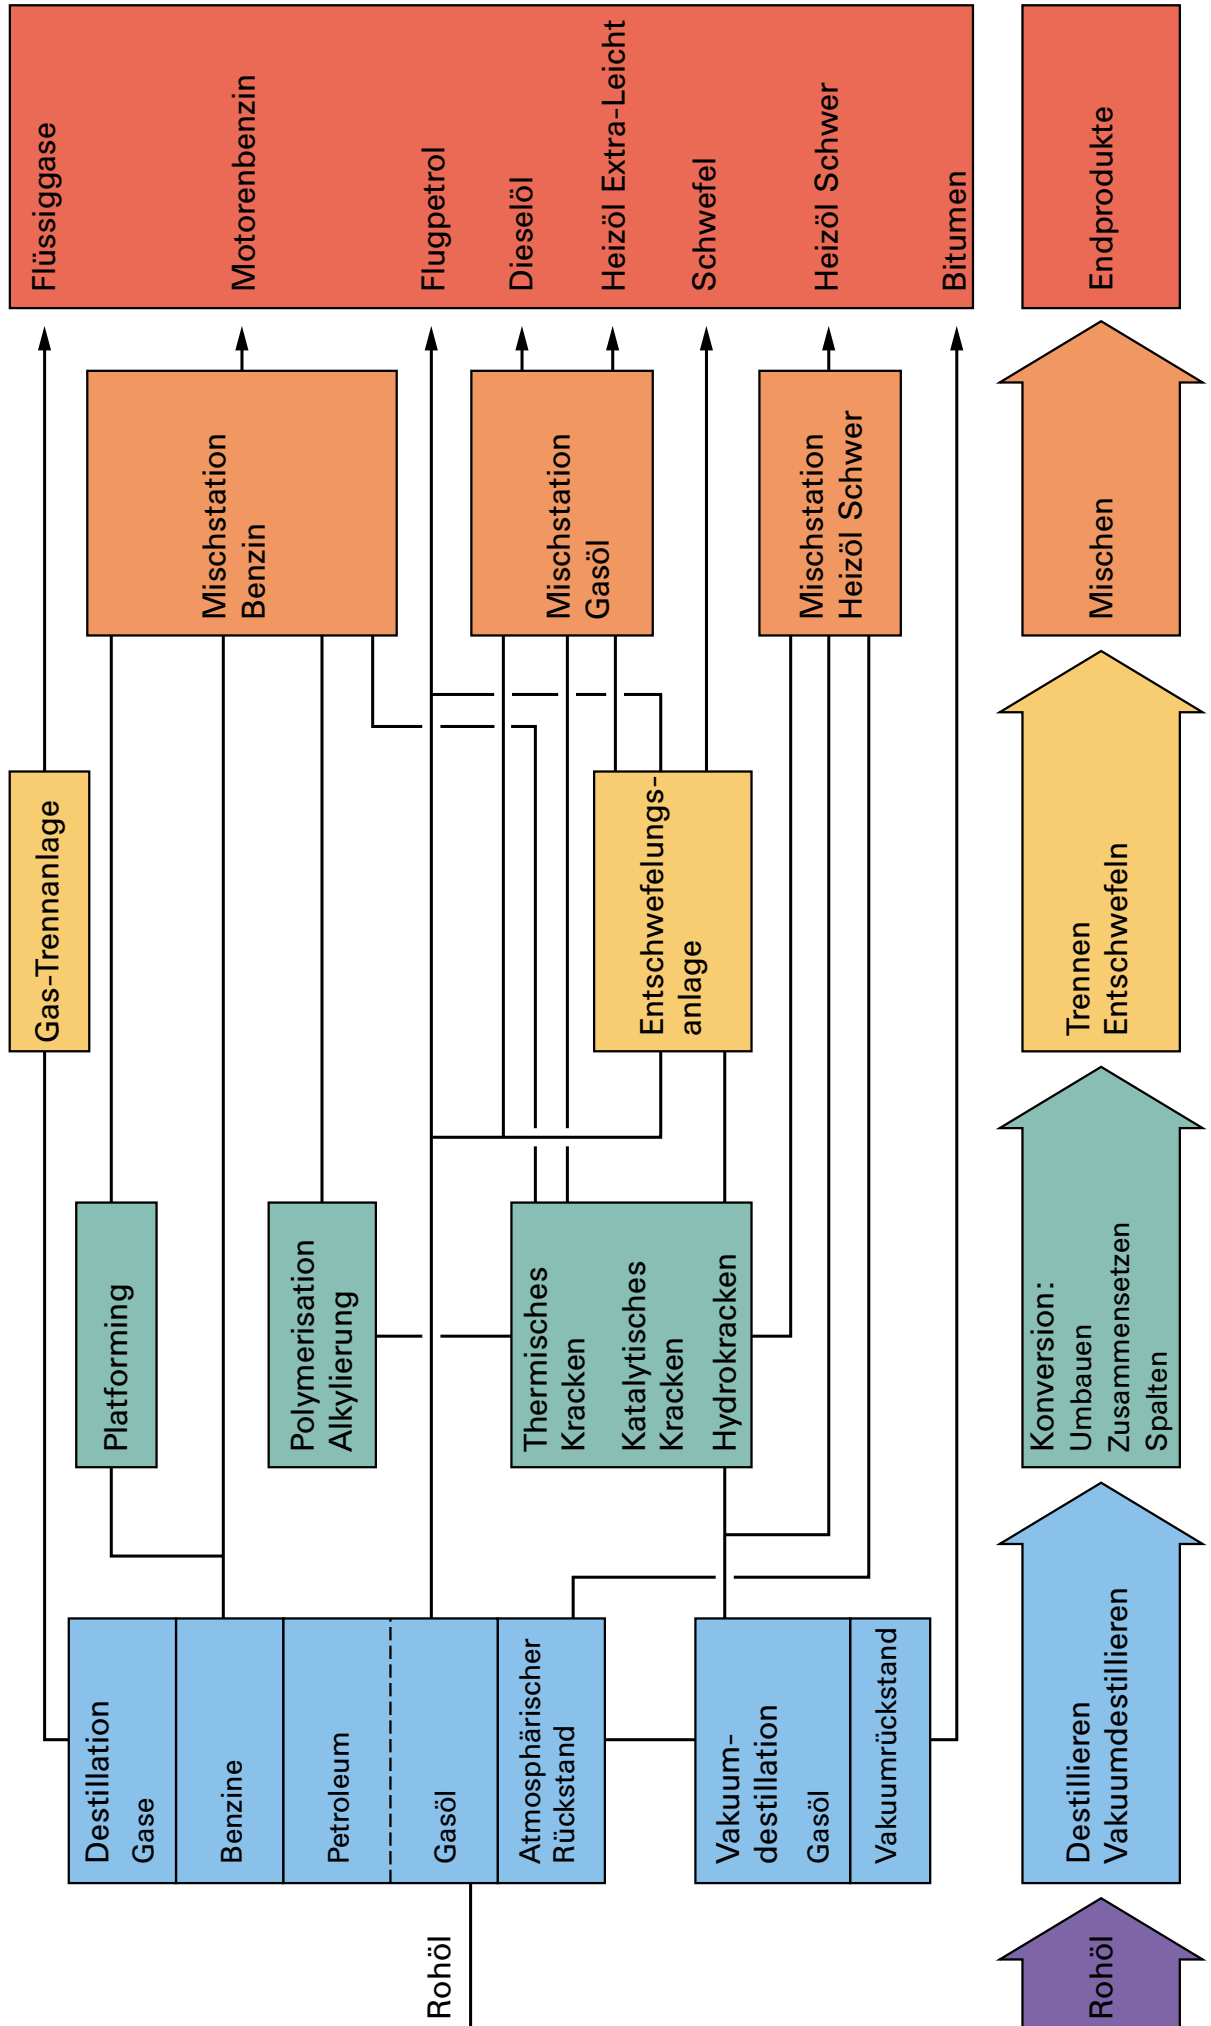 Rohöl
Destillation
Gase
Benzine
Petroleum
Gasöl
Atmosphärischer
Rückstand
Vakuum-
destillation
Gasöl
Vakuumrückstand
Platforming
Polymerisation
Alkylierung
Thermisches
Kracken
Katalytisches
Kracken
Hydrokracken
Gas-Trennanlage
Entschwefelungs-
anlage
Mischstation
Benzin
Mischstation
Gasöl
Mischstation
Heizöl Schwer
Flüssiggase
Motorenbenzin
Flugpetrol
Dieselöl
Heizöl Extra-Leicht
Schwefel
Heizöl Schwer
Bitumen
Rohöl
Destillieren
Vakuumdestillieren
Konversion:
Umbauen
Zusammensetzen
Spalten
Trennen
Entschwefeln
Mischen
Endprodukte